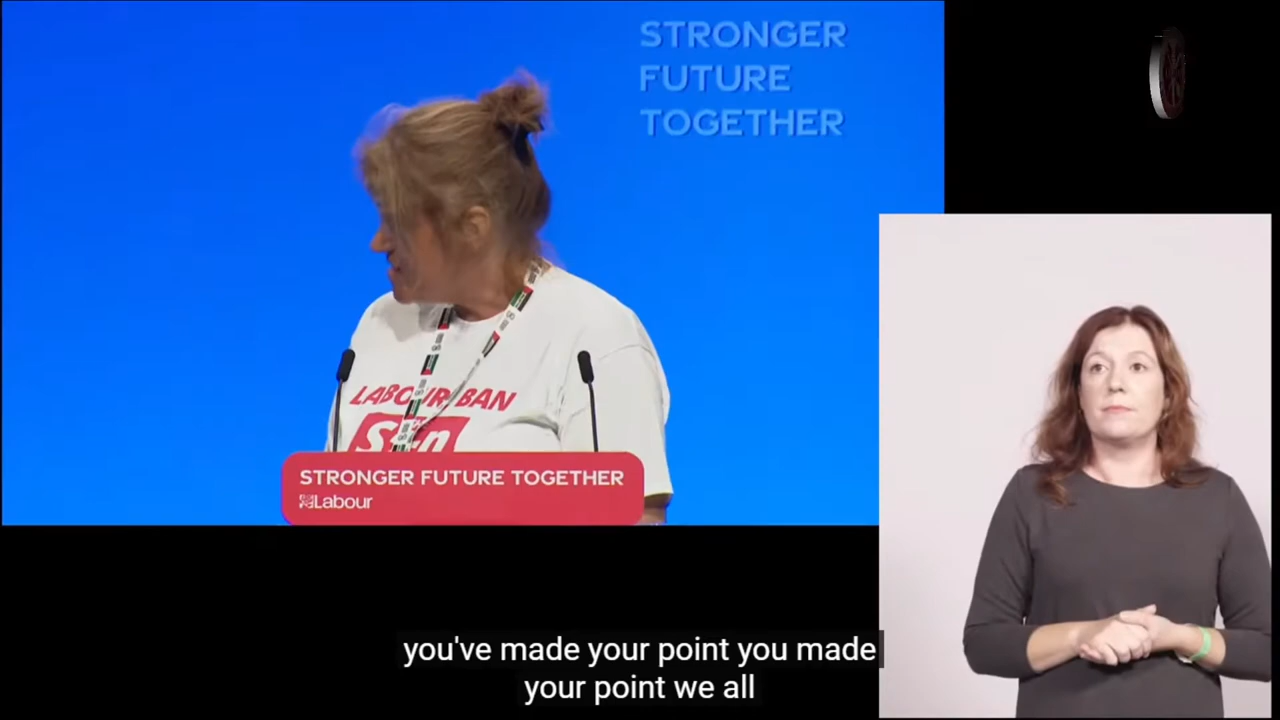 STRONGER
FUTURE
TOGETHER
LABOUR BAN
STRONGER FUTURE TOGETHER
Labour
you've made your point you made
your point we all